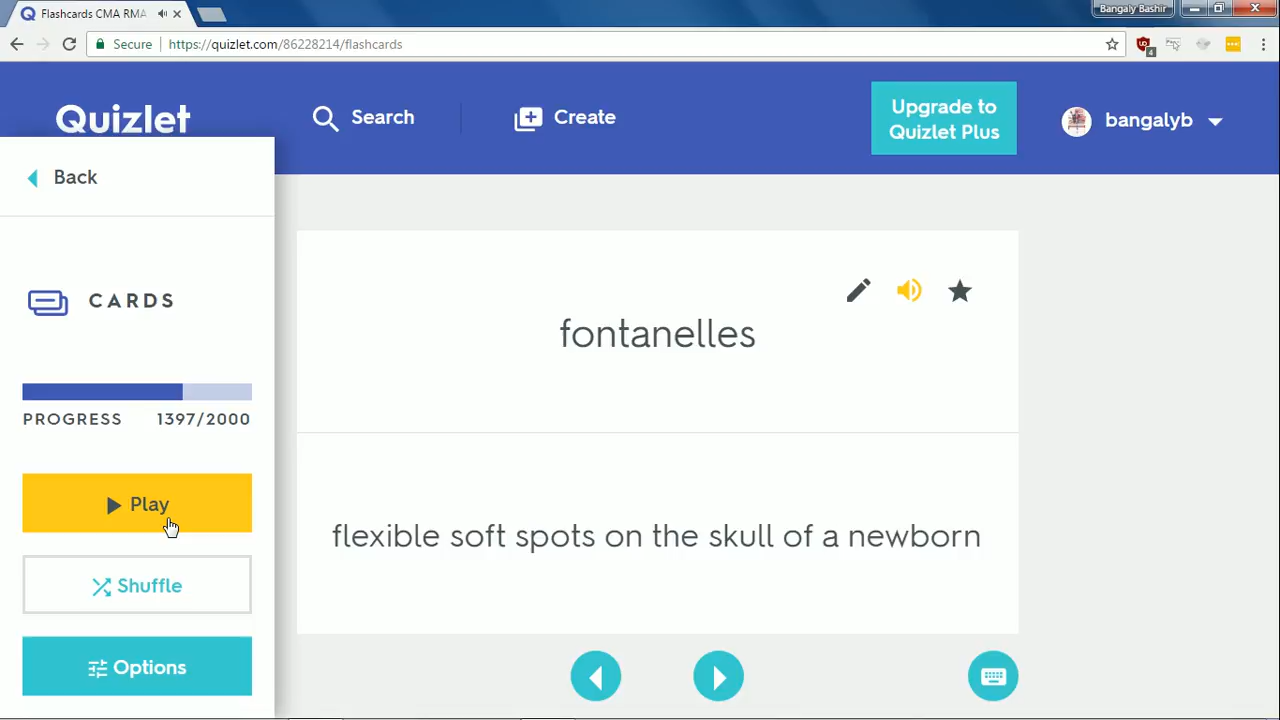 Flashcards CMA RMA
Bangaly Bashir
Secure
https://quizlet.com/86228214/flashcards
4
Quizlet
Search
Create
Upgrade to
Quizlet Plus
bangalyb
Back
CARDS
PROGRESS 1397/2000
Play
Shuffle
Options
fontanelles
flexible soft spots on the skull of a newborn